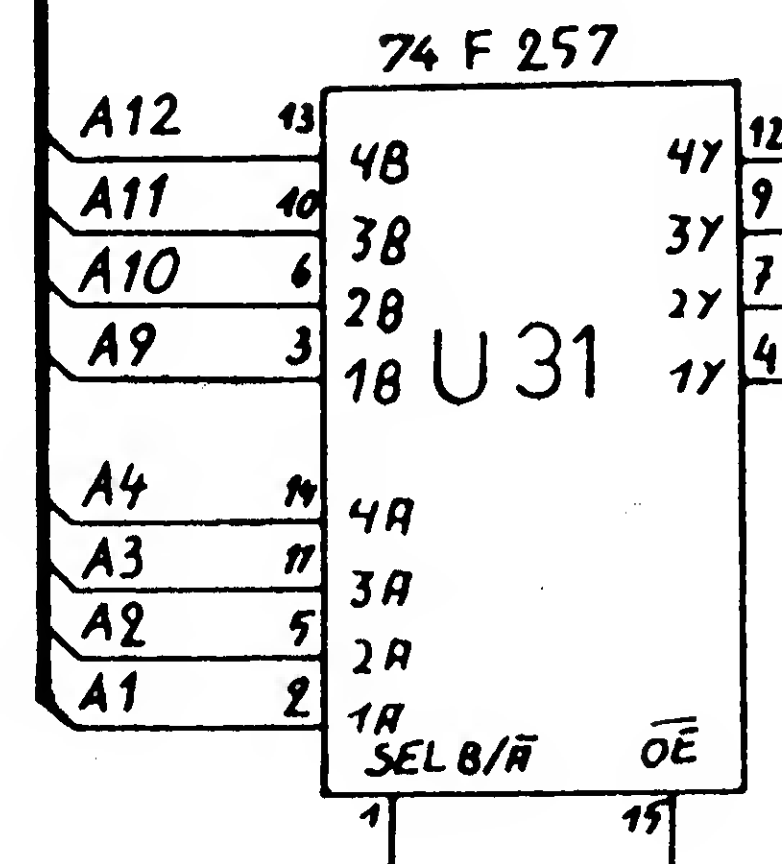 74 F 257
A12 13 4B 4Y 12
A11 10 3B 3Y 9
A10 6 2B 2Y 7
A9 3 1B 1Y 4
U 31
A4 14 4A
A3 11 3A
A2 5 2A
A1 2 1A
SEL B/A̅ O̅E̅
1 15